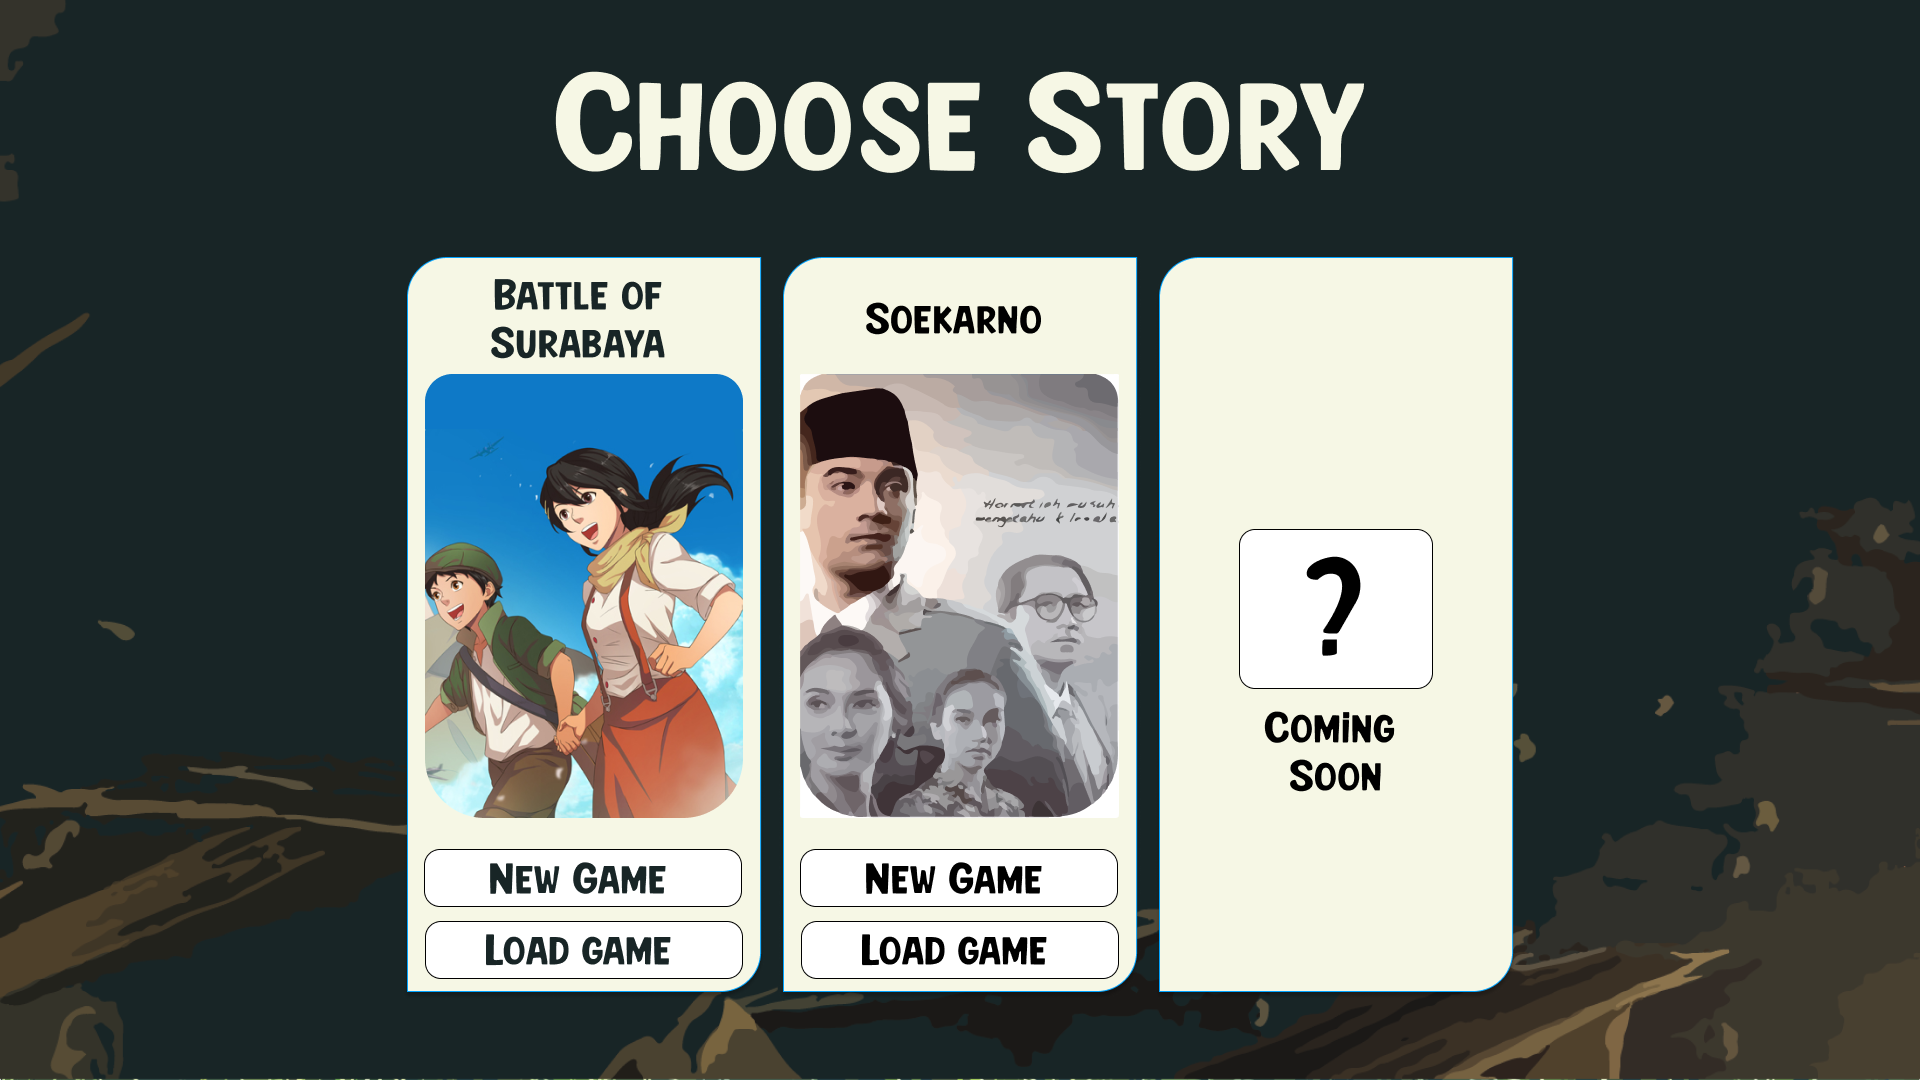 Choose Story
Battle of
Surabaya
New Game
Load game
Soekarno
New Game
Load game
?
Coming
Soon